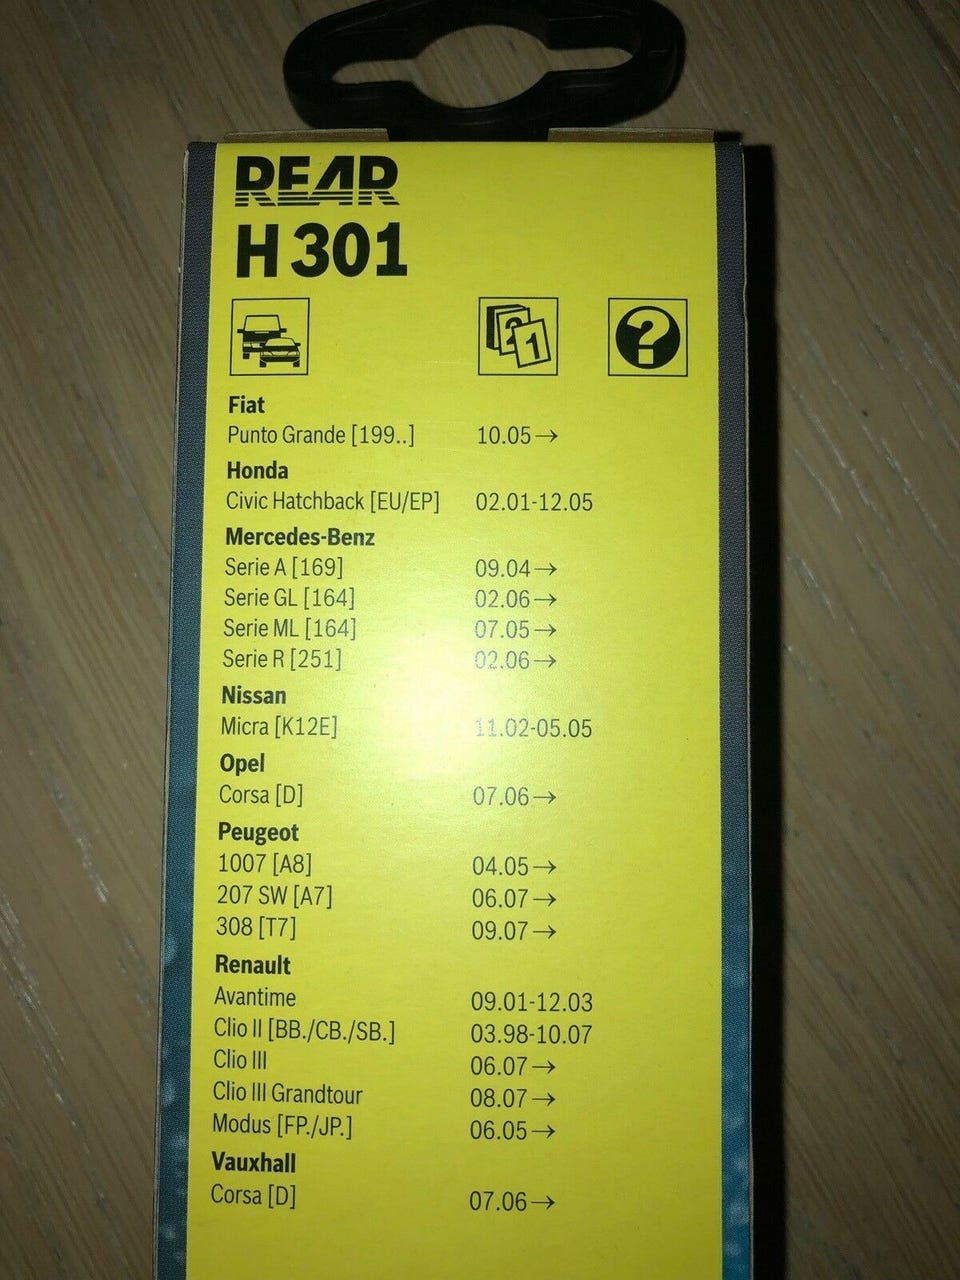 REAR
H 301
2 1 ?
Fiat
Punto Grande [199..] 10.05→
Honda
Civic Hatchback [EU/EP] 02.01-12.05
Mercedes-Benz
Serie A [169] 09.04→
Serie GL [164] 02.06→
Serie ML [164] 07.05→
Serie R [251] 02.06→
Nissan
Micra [K12E] 11.02-05.05
Opel
Corsa [D] 07.06→
Peugeot
1007 [A8] 04.05→
207 SW [A7] 06.07→
308 [T7] 09.07→
Renault
Avantime 09.01-12.03
Clio II [BB./CB./SB.] 03.98-10.07
Clio III 06.07→
Clio III Grandtour 08.07→
Modus [FP./JP.] 06.05→
Vauxhall
Corsa [D] 07.06→